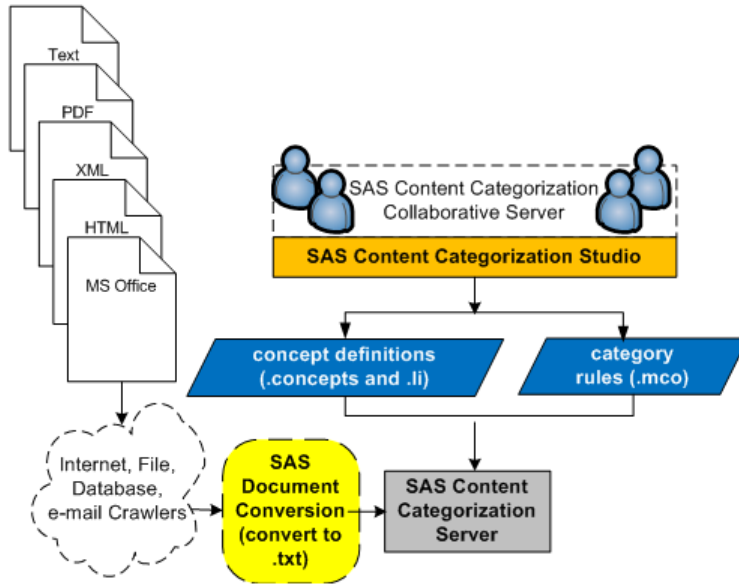 Text
PDF
XML
HTML
MS Office
SAS Content Categorization
Collaborative Server
SAS Content Categorization Studio
concept definitions
(.concepts and .li)
category
rules (.mco)
Internet, File,
Database,
e-mail Crawlers
SAS
Document
Conversion
(convert to
.txt)
SAS Content
Categorization
Server